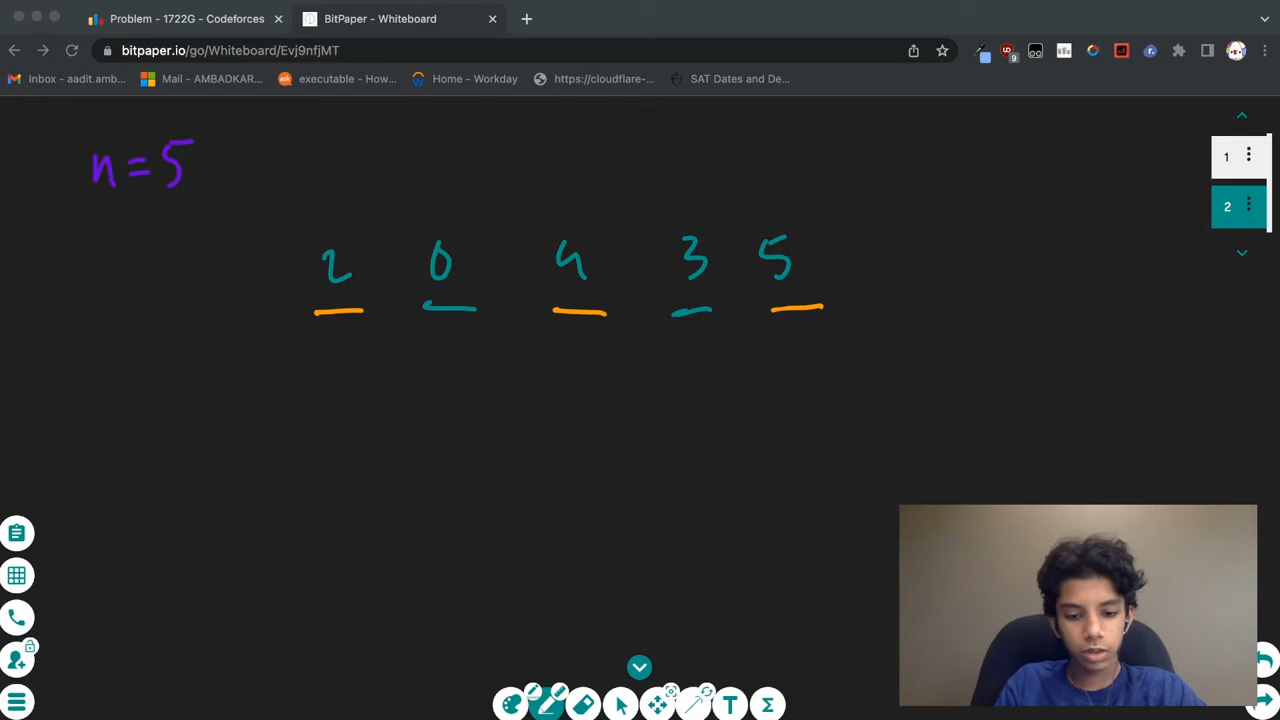 Problem - 1722G - Codeforces
BitPaper - Whiteboard
bitpaper.io/go/Whiteboard/Evj9nfjMT
9
Inbox - aadit.amb...
Mail - AMBADKAR...
executable - How...
Home - Workday
https://cloudflare-...
SAT Dates and De...
n=5
1
2
2 0 4 3 5
T
Σ